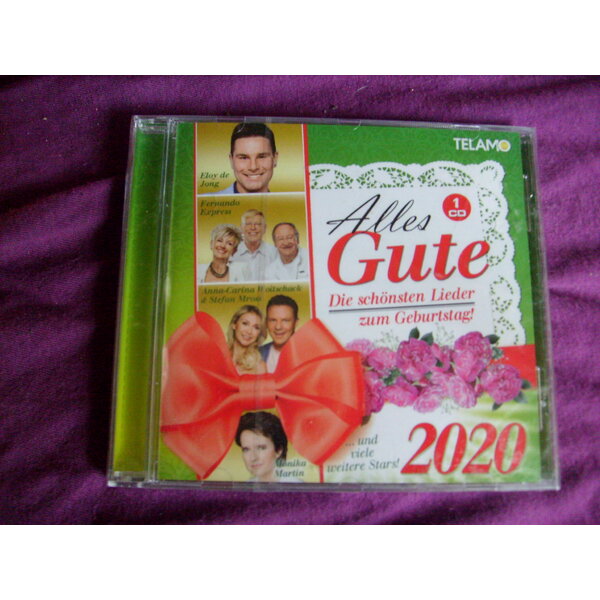 TELAMO
Eloy de
Jong
Fernando
Express
Anna-Carina Woitschack
& Stefan Mross
Monika
Martin
1
CD
Alles
Gute
Die schönsten Lieder
zum Geburtstag!
...und
viele
weitere Stars!
2020